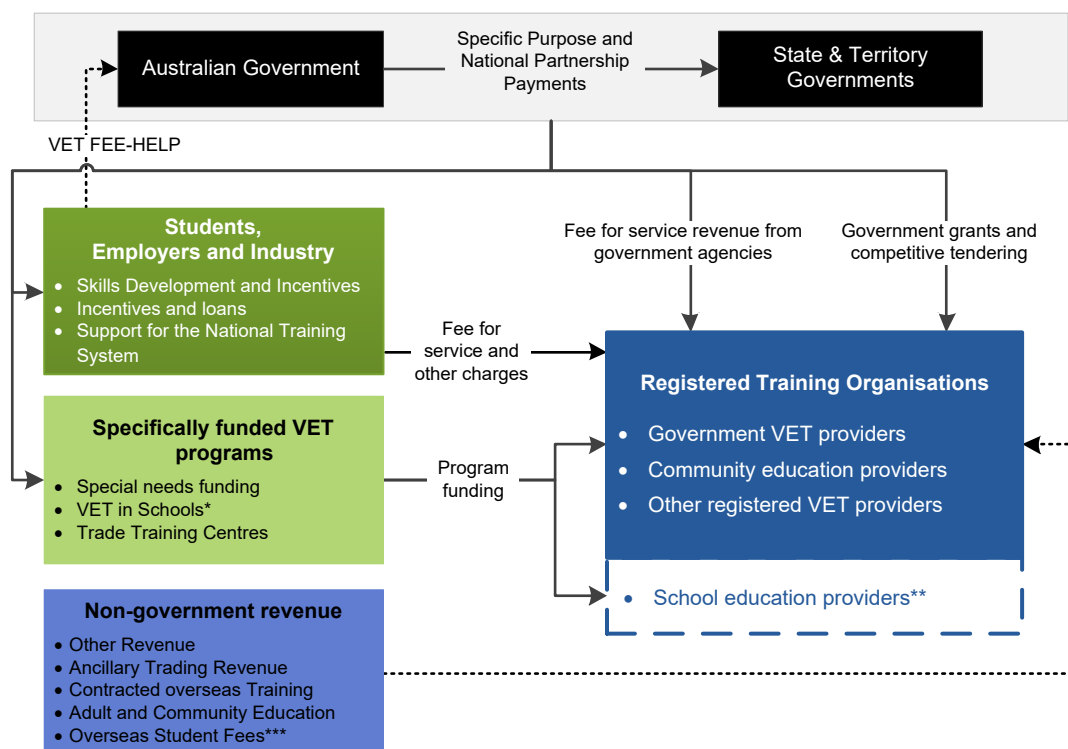 Australian Government
Specific Purpose and
National Partnership
Payments
State & Territory
Governments
VET FEE-HELP
Students,
Employers and Industry
• Skills Development and Incentives
• Incentives and loans
• Support for the National Training
System
Fee for service revenue from
government agencies
Government grants and
competitive tendering
Fee for
service and
other charges
Registered Training Organisations
• Government VET providers
• Community education providers
• Other registered VET providers
• School education providers**
Specifically funded VET
programs
• Special needs funding
• VET in Schools*
• Trade Training Centres
Program
funding
Non-government revenue
• Other Revenue
• Ancillary Trading Revenue
• Contracted overseas Training
• Adult and Community Education
• Overseas Student Fees***